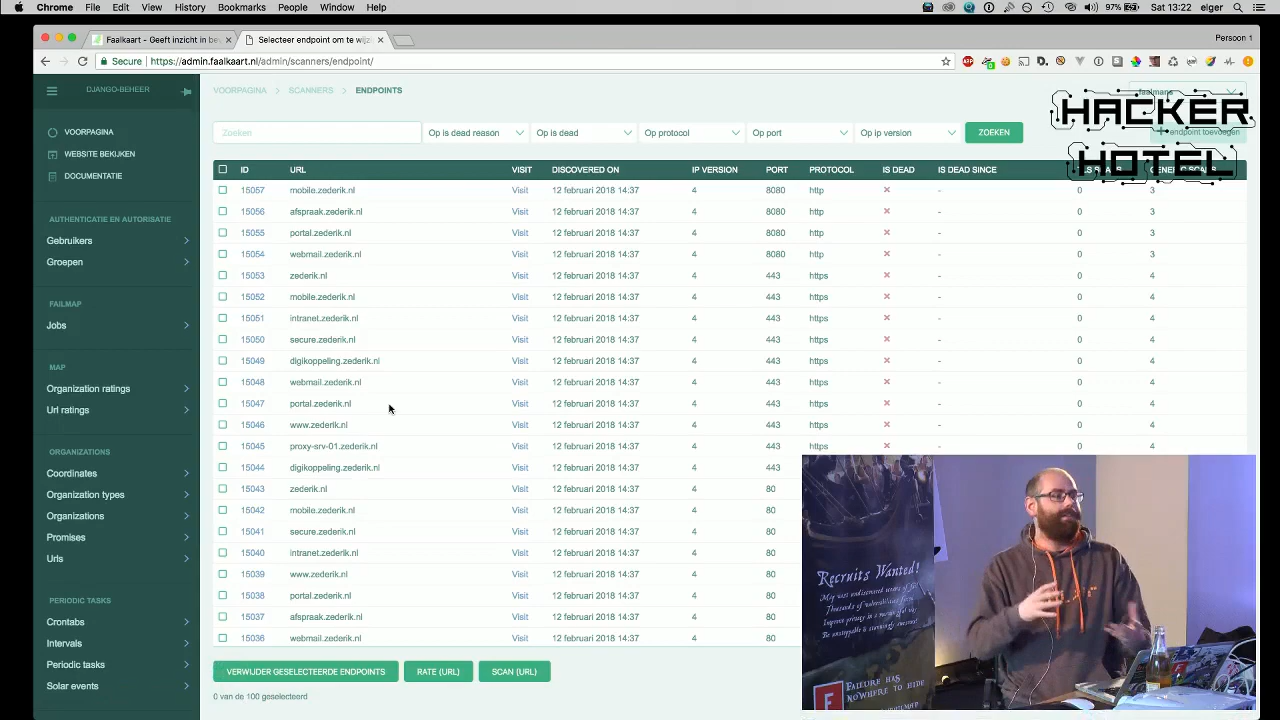 Chrome File Edit View History Bookmarks People Window Help
Sat 13:22 faalergerelger
Faalkaart - Geeft inzicht in be
Selecteer endpoint om te wijz
Persoon 1
Secure https://admin.faalkaart.nl/admin/scanners/endpoint/
DJANGO-BEHEER
VOORPAGINA
WEBSITE BEKIJKEN
DOCUMENTATIE
AUTHENTICATIE EN AUTORISATIE
Gebruikers
Groepen
FAILMAP
Jobs
MAP
Organization ratings
Url ratings
ORGANIZATIONS
Coordinates
Organization types
Organizations
Promises
Urls
PERIODIC TASKS
Crontabs
Intervals
Periodic tasks
Solar events
VOORPAGINA > SCANNERS > ENDPOINTS
faalmans
HACKER
HOTEL
Zoeken Op is dead reason Op is dead Op protocol Op port Op ip version ZOEKEN
endpoint toevoegen
ID URL VISIT DISCOVERED ON IP VERSION PORT PROTOCOL IS DEAD IS DEAD SINCE
15057 mobile.zederik.nl Visit 12 februari 2018 14:37 4 8080 http - 0 3
15056 afspraak.zederik.nl Visit 12 februari 2018 14:37 4 8080 http - 0 3
15055 portal.zederik.nl Visit 12 februari 2018 14:37 4 8080 http - 0 3
15054 webmail.zederik.nl Visit 12 februari 2018 14:37 4 8080 http - 0 3
15053 zederik.nl Visit 12 februari 2018 14:37 4 443 https - 0 4
15052 mobile.zederik.nl Visit 12 februari 2018 14:37 4 443 https - 0 4
15051 intranet.zederik.nl Visit 12 februari 2018 14:37 4 443 https - 0 4
15050 secure.zederik.nl Visit 12 februari 2018 14:37 4 443 https - 0 4
15049 digikoppeling.zederik.nl Visit 12 februari 2018 14:37 4 443 https - 0 4
15048 webmail.zederik.nl Visit 12 februari 2018 14:37 4 443 https - 0 4
15047 portal.zederik.nl Visit 12 februari 2018 14:37 4 443 https - 0 4
15046 www.zederik.nl Visit 12 februari 2018 14:37 4 443 https - 0 4
15045 proxy-srv-01.zederik.nl Visit 12 februari 2018 14:37 4 443 https - 0 4
15044 digikoppeling.zederik.nl Visit 12 februari 2018 14:37 4 80
15043 zederik.nl Visit 12 februari 2018 14:37 4 80
15042 mobile.zederik.nl Visit 12 februari 2018 14:37 4 80
15041 secure.zederik.nl Visit 12 februari 2018 14:37 4 80
15040 intranet.zederik.nl Visit 12 februari 2018 14:37 4 80
15039 www.zederik.nl Visit 12 februari 2018 14:37 4 80
15038 portal.zederik.nl Visit 12 februari 2018 14:37 4 80
15037 afspraak.zederik.nl Visit 12 februari 2018 14:37 4 80
15036 webmail.zederik.nl Visit 12 februari 2018 14:37 4 80
VERWIJDER GESELECTEERDE ENDPOINTS RATE (URL) SCAN (URL)
0 van de 100 geselecteerd
Recruits Wanted!
Thousands of vulnerabilities
Improve privacy in a meaningful way
Be unstoppable &
FAILURE HAS
NOWHERE TO HIDE